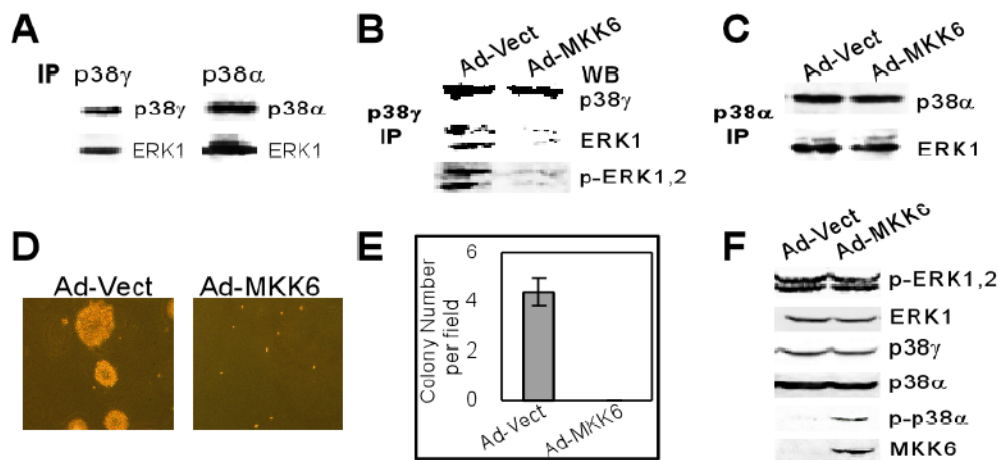 A
IP p38γ p38α
p38γ p38α
ERK1 ERK1
B
Ad-Vect Ad-MKK6
WB
p38γ
p38γ IP
ERK1
p-ERK1,2
C
Ad-Vect Ad-MKK6
p38α
p38α IP
ERK1
D
Ad-Vect Ad-MKK6
E
Colony Number
per field
6
4
2
0
Ad-Vect
Ad-MKK6
F
Ad-Vect Ad-MKK6
p-ERK1,2
ERK1
p38γ
p38α
p-p38α
MKK6